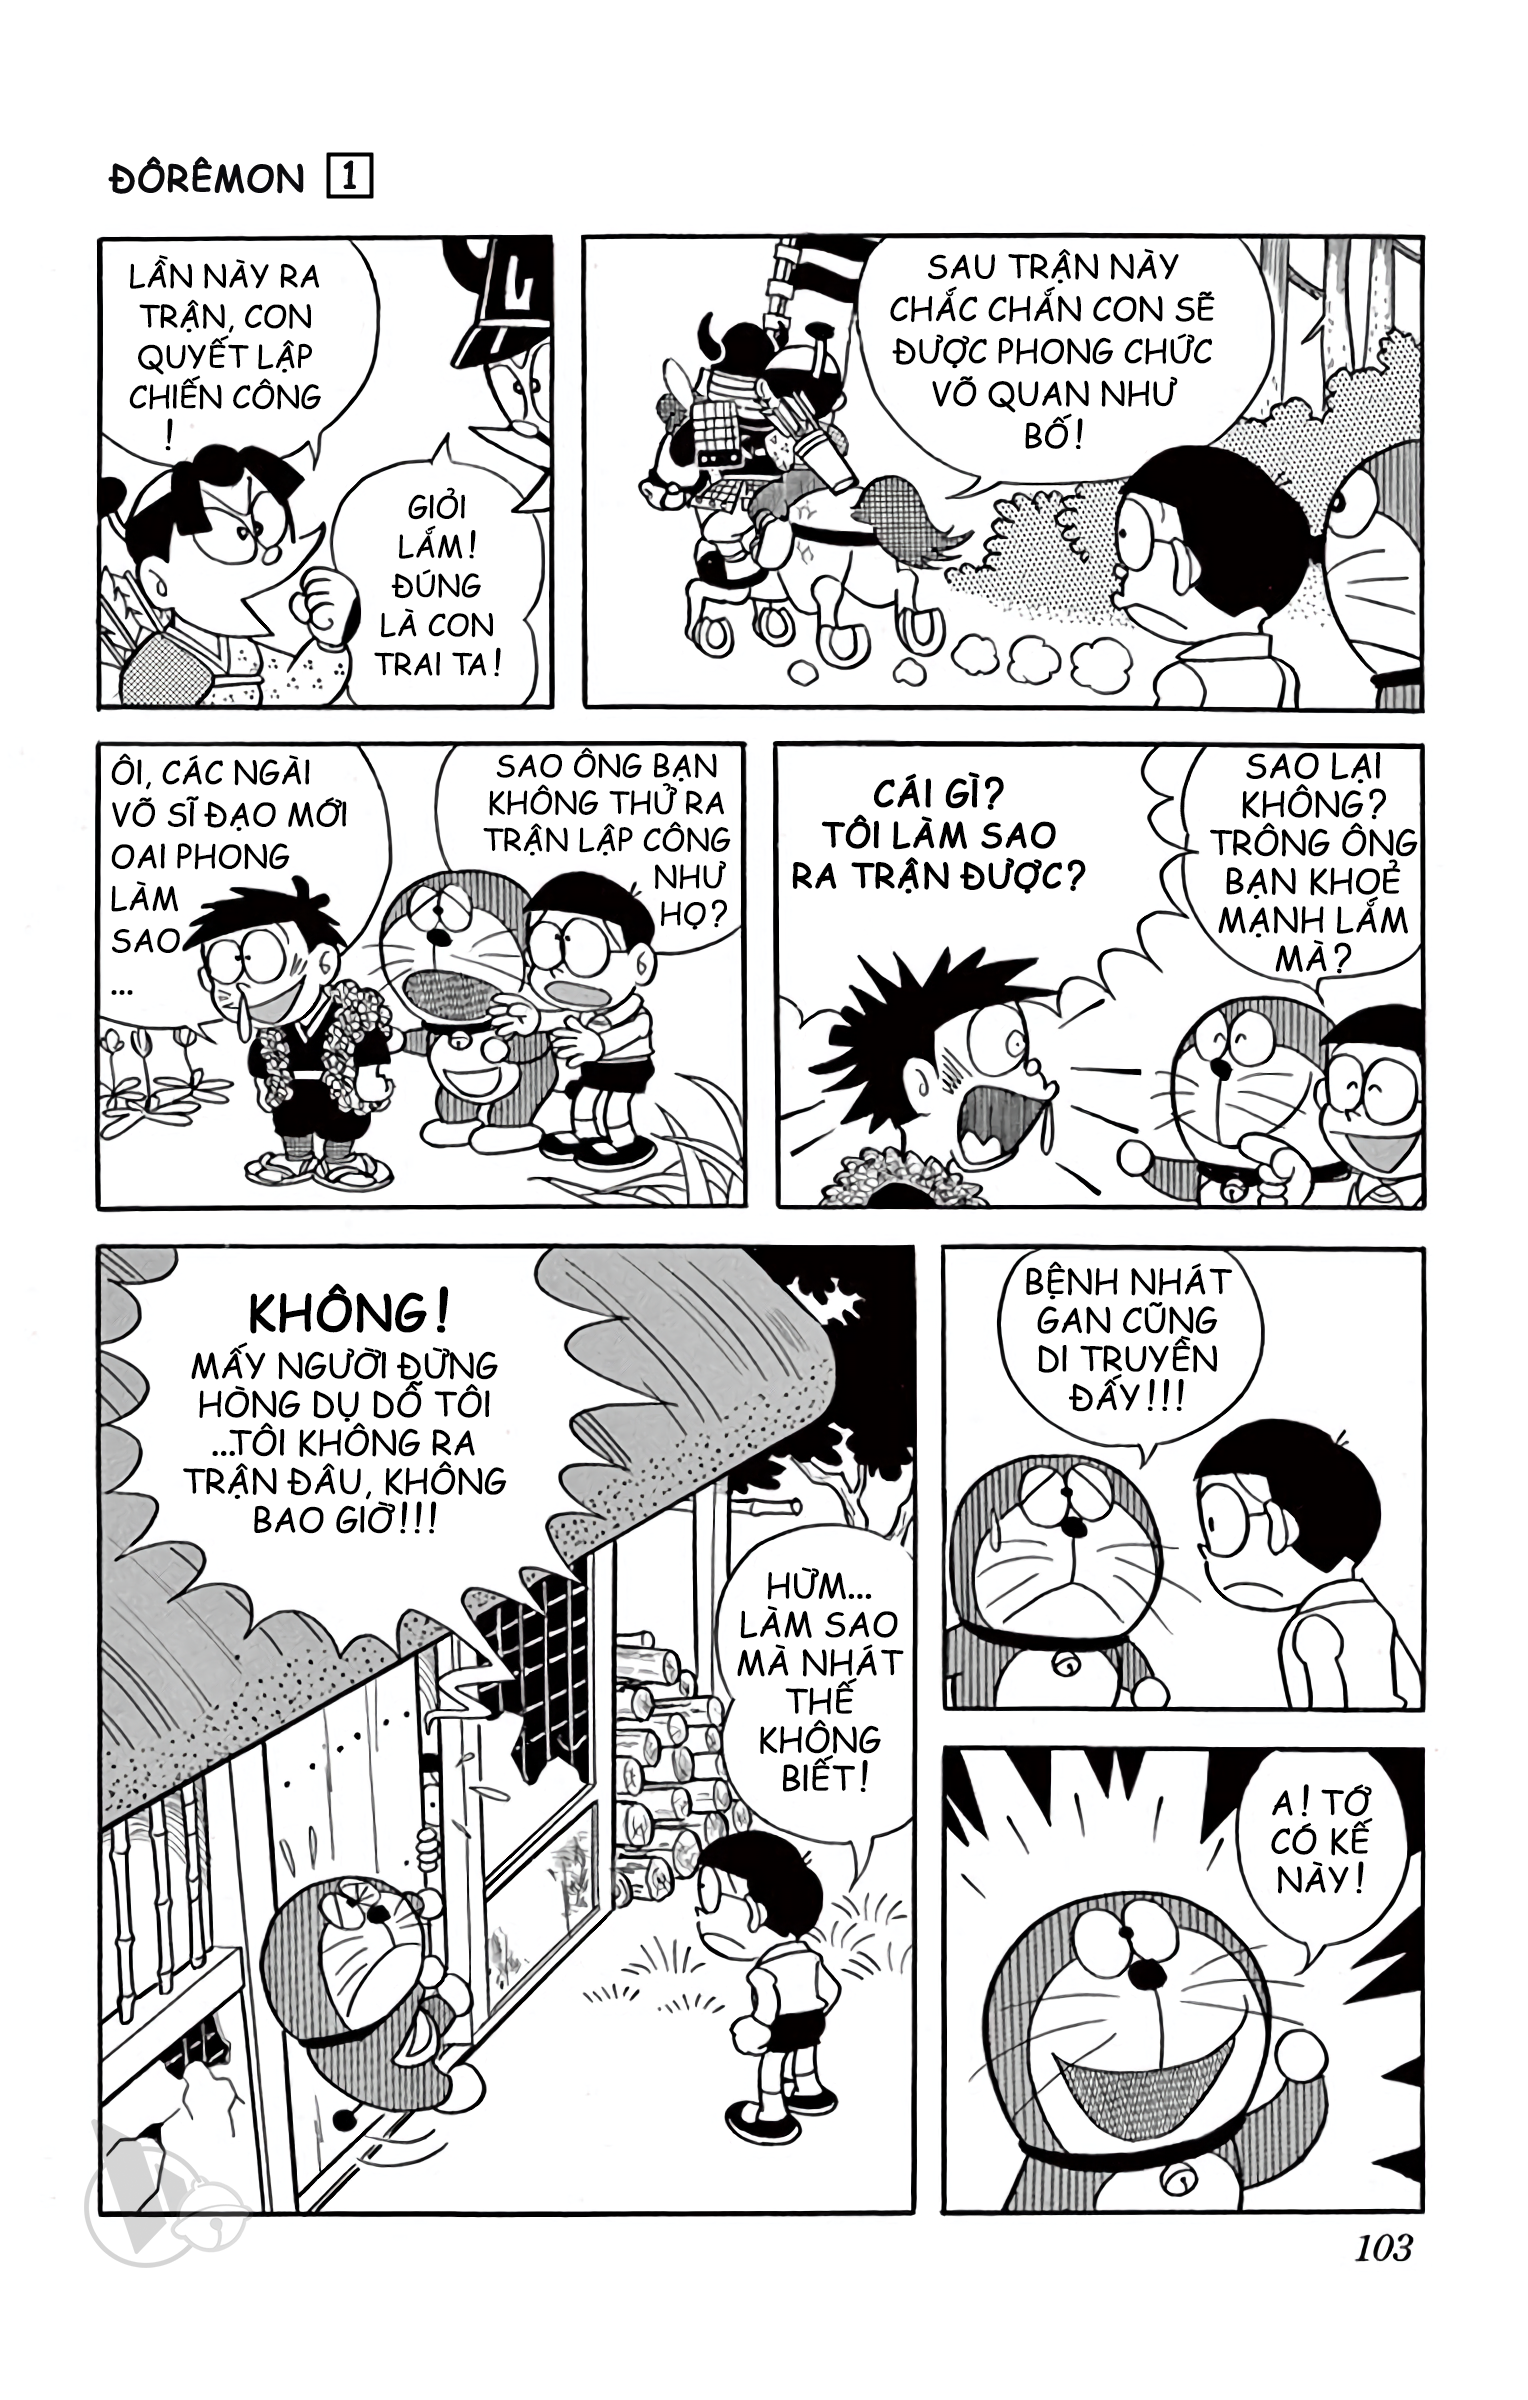 ĐÔRÊMON 1
LẦN NÀY RA
TRẬN, CON
QUYẾT LẬP
CHIẾN CÔNG
!
GIỎI
LẮM!
ĐÚNG
LÀ CON
TRAI TA!
SAU TRẬN NÀY
CHẮC CHẮN CON SẼ
ĐƯỢC PHONG CHỨC
VÕ QUAN NHƯ
BỐ!
ÔI, CÁC NGÀI
VÕ SĨ ĐẠO MỚI
OAI PHONG
LÀM
SAO
...
SAO ÔNG BẠN
KHÔNG THỬ RA
TRẬN LẬP CÔNG
NHƯ
HỌ?
CÁI GÌ?
TÔI LÀM SAO
RA TRẬN ĐƯỢC?
SAO LẠI
KHÔNG?
TRÔNG ÔNG
BẠN KHOẺ
MẠNH LẮM
MÀ?
KHÔNG!
MẤY NGƯỜI ĐỪNG
HÒNG DỤ DỖ TÔI
...TÔI KHÔNG RA
TRẬN ĐÂU, KHÔNG
BAO GIỜ!!!
HỪM...
LÀM SAO
MÀ NHÁT
THẾ
KHÔNG
BIẾT!
BỆNH NHÁT
GAN CŨNG
DI TRUYỀN
ĐẤY!!!
A! TỚ
CÓ KẾ
NÀY!
103